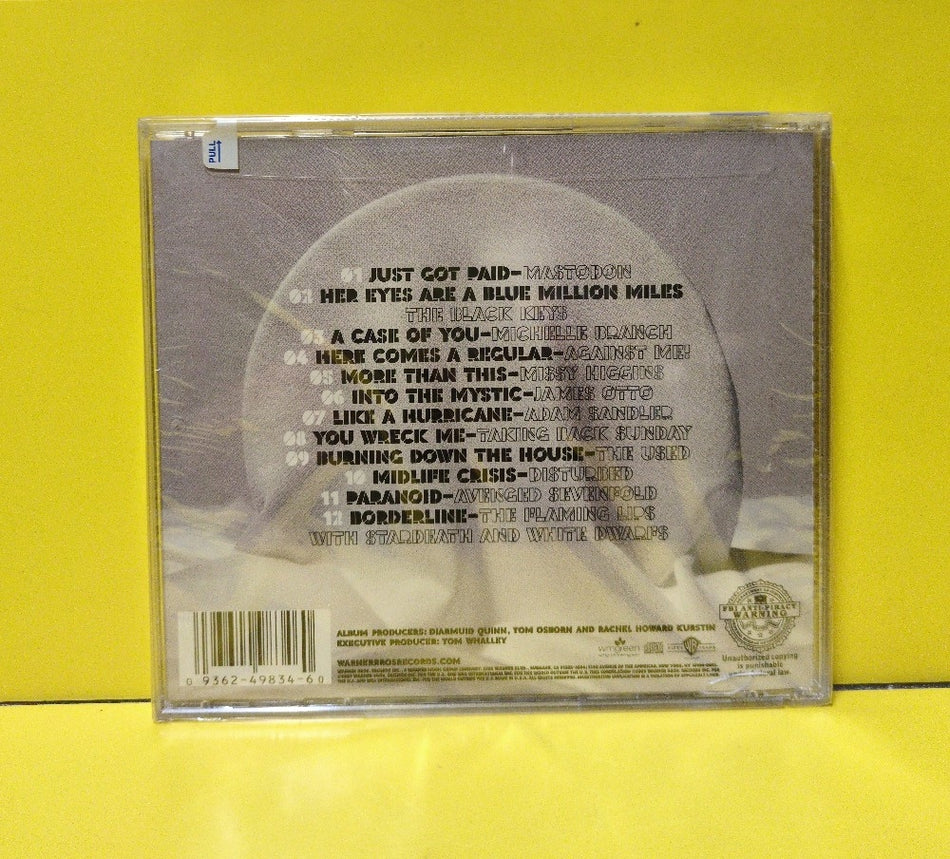 PULL
01 JUST GOT PAID-MASTODON
02 HER EYES ARE A BLUE MILLION MILES
THE BLACK KEYS
03 A CASE OF YOU-MICHELLE BRANCH
04 HERE COMES A REGULAR-AGAINST ME!
05 MORE THAN THIS-MISSY HIGGINS
06 INTO THE MYSTIC-JAMES OTTO
07 LIKE A HURRICANE-ADAM SANDLER
08 YOU WRECK ME-TAKING BACK SUNDAY
09 BURNING DOWN THE HOUSE-THE USED
10 MIDLIFE CRISIS-DISTURBED
11 PARANOID-AVENGED SEVENFOLD
12 BORDERLINE-THE FLAMING LIPS
WITH STARDEATH AND WHITE DWARFS
ALBUM PRODUCERS: DIARMUID QUINN, TOM OSBORN AND RACHEL HOWARD KURSTIN
EXECUTIVE PRODUCER: TOM WHALLEY
WARNERBROSRECORDS.COM
0 9362-49834-6 0
wmgreen
FBI ANTI-PIRACY
WARNING
Unauthorized copying
is punishable
law.